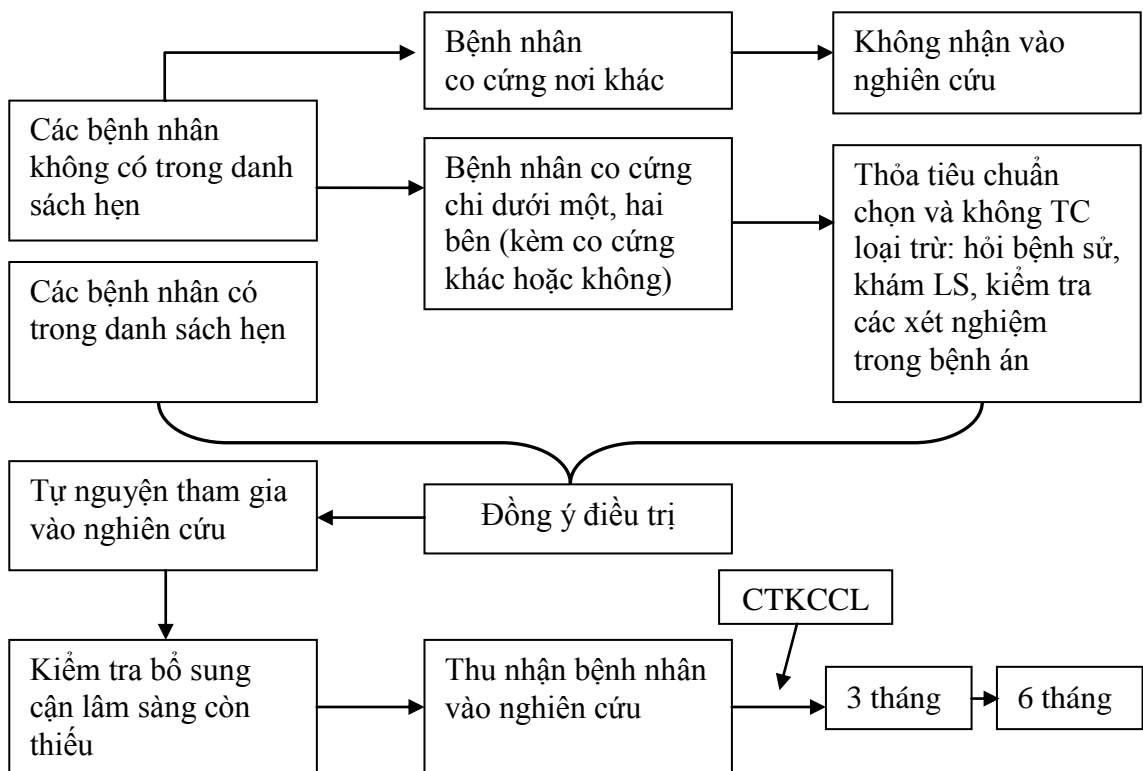 Bệnh nhân
co cứng nơi khác
Không nhận vào
nghiên cứu
Các bệnh nhân
không có trong danh
sách hẹn
Bệnh nhân co cứng
chi dưới một, hai
bên (kèm co cứng
khác hoặc không)
Thỏa tiêu chuẩn
chọn và không TC
loại trừ: hỏi bệnh sử,
khám LS, kiểm tra
các xét nghiệm
trong bệnh án
Các bệnh nhân có
trong danh sách hẹn
Tự nguyện tham gia
vào nghiên cứu
Đồng ý điều trị
CTKCCL
Kiểm tra bổ sung
cận lâm sàng còn
thiếu
Thu nhận bệnh nhân
vào nghiên cứu
3 tháng
6 tháng